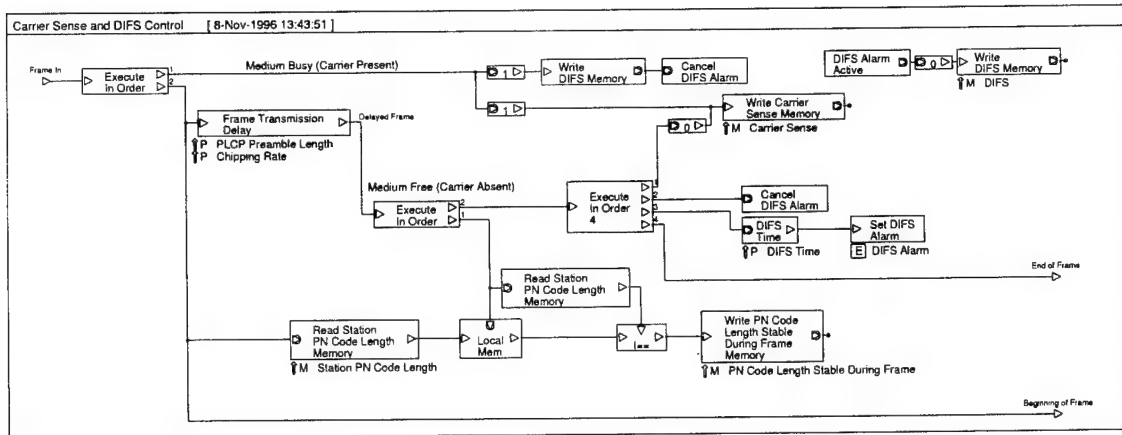 Carrier Sense and DIFS Control [ 8-Nov-1996 13:43:51 ]
Frame In
Execute
In Order
1
2
Medium Busy (Carrier Present)
1
Write
DIFS Memory
Cancel
DIFS Alarm
DIFS Alarm
Active
0
Write
DIFS Memory
M DIFS
1
Write Carrier
Sense Memory
M Carrier Sense
0
Frame Transmission
Delay
Delayed Frame
P PLCP Preamble Length
P Chipping Rate
Medium Free (Carrier Absent)
Execute
In Order
2
1
Execute
In Order
4
1
2
3
4
Cancel
DIFS Alarm
DIFS
Time
P DIFS Time
Set DIFS
Alarm
E DIFS Alarm
End of Frame
Read Station
PN Code Length
Memory
Read Station
PN Code Length
Memory
M Station PN Code Length
Local
Mem
I==
Write PN Code
Length Stable
During Frame
Memory
M PN Code Length Stable During Frame
Beginning of Frame